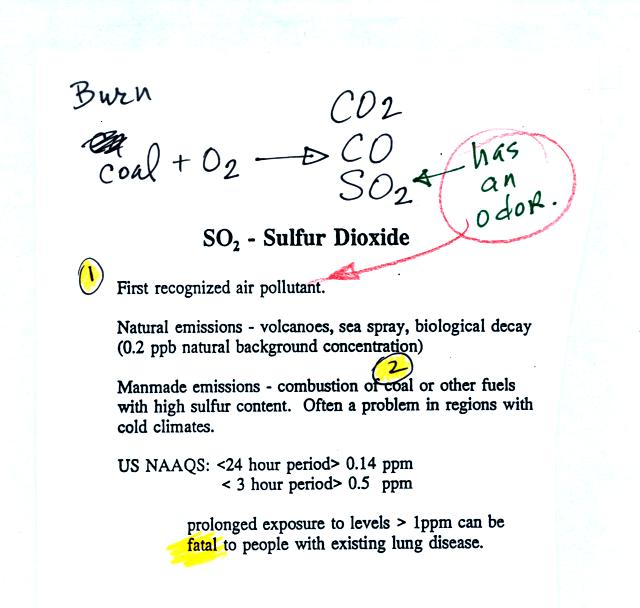 Burn
CO2
coal + O2 → CO
SO2 ← has
an
odor.
SO₂ - Sulfur Dioxide
1
First recognized air pollutant.
Natural emissions - volcanoes, sea spray, biological decay
(0.2 ppb natural background concentration)
2
Manmade emissions - combustion of coal or other fuels
with high sulfur content. Often a problem in regions with
cold climates.
US NAAQS: <24 hour period> 0.14 ppm
< 3 hour period> 0.5 ppm
prolonged exposure to levels > 1ppm can be
fatal to people with existing lung disease.